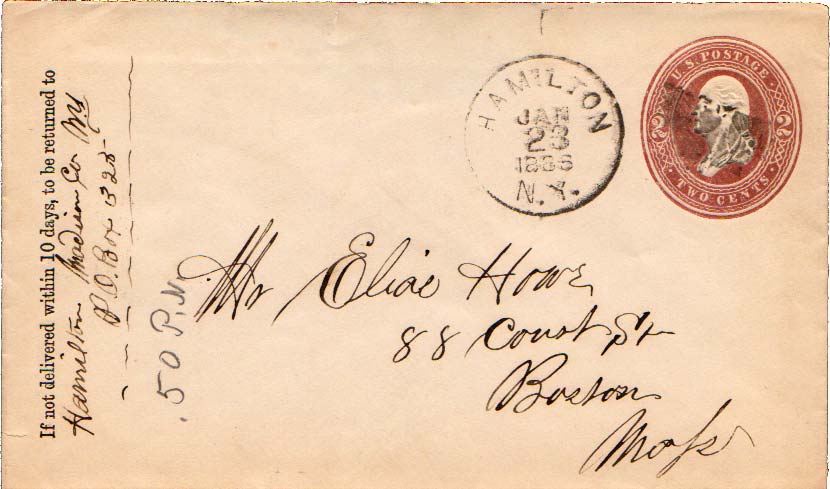 If not delivered within 10 days, to be returned to
Hamilton Madison Co N.Y
P.O. Box 325
.50 P.N.
HAMILTON
JAN
23
1886
N.Y.
U.S. POSTAGE
2 2
TWO CENTS
Mr Elias Howe
88 Court St
Boston
Mass